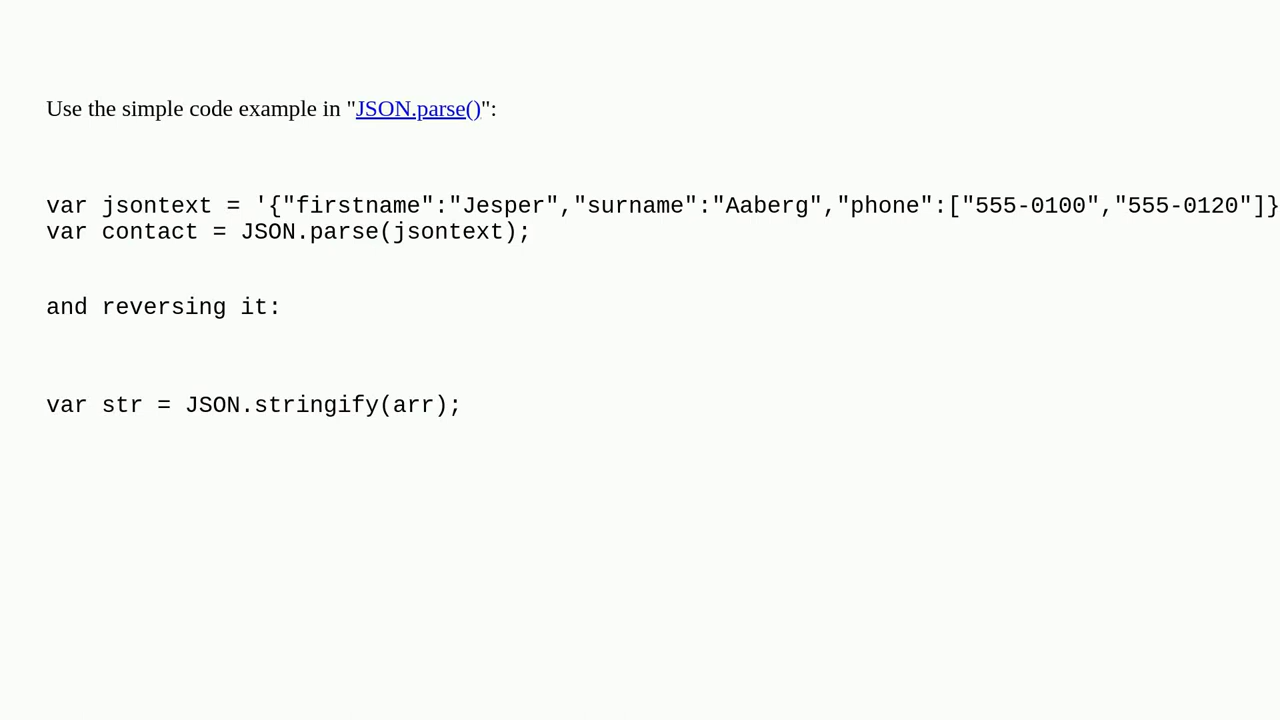 Use the simple code example in "JSON.parse()":
var jsontext = '{"firstname":"Jesper","surname":"Aaberg","phone":["555-0100","555-0120"]}
var contact = JSON.parse(jsontext);
and reversing it:
var str = JSON.stringify(arr);